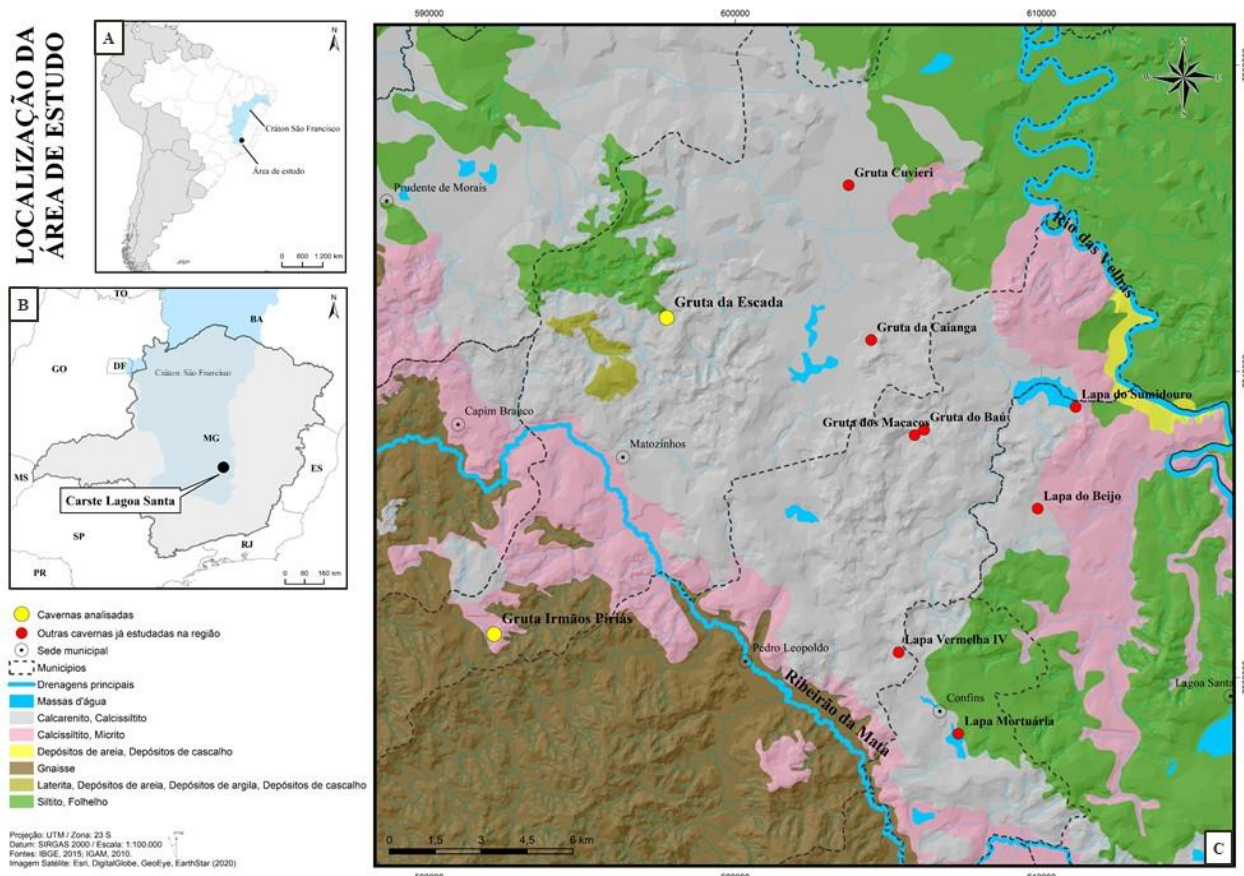 LOCALIZAÇÃO DA
ÁREA DE ESTUDO
A
N
Cráton São Francisco
Área de estudo
0 600 1.200
km
B
N
TO
BA
GO
DF
Cráton São Francisco
MG
MS
ES
Carste Lagoa Santa
SP
RJ
PR
0 80 160
km
Cavernas analisadas
Outras cavernas já estudadas na região
Sede municipal
Municípios
Drenagens principais
Massas d'água
Calcarenito, Calcissiltito
Calcissiltito, Micrito
Depósitos de areia, Depósitos de cascalho
Gnaisse
Laterita, Depósitos de areia, Depósitos de argila, Depósitos de cascalho
Siltito, Folhelho
Projeção: UTM / Zona: 23 S
Datum: SIRGAS 2000 / Escala: 1:100.000
Fontes: IBGE, 2015; IGAM, 2010.
Imagem Satélite: Esri, DigitalGlobe, GeoEye, EarthStar (2020)
590000 600000 610000
N
Prudente de Morais
Gruta Cuvieri
Rio das Velhas
Gruta da Escada
Gruta da Caianga
Capim Branco
Matozinhos
Gruta dos Macacos
Gruta do Baú
Lapa do Sumidouro
Lapa do Beijo
Gruta Irmãos Piriás
Pedro Leopoldo
Ribeirão da Mata
Lapa Vermelha IV
Confins
Lagoa Santa
Lapa Mortuária
0 1,5 3 4,5 6 km
C